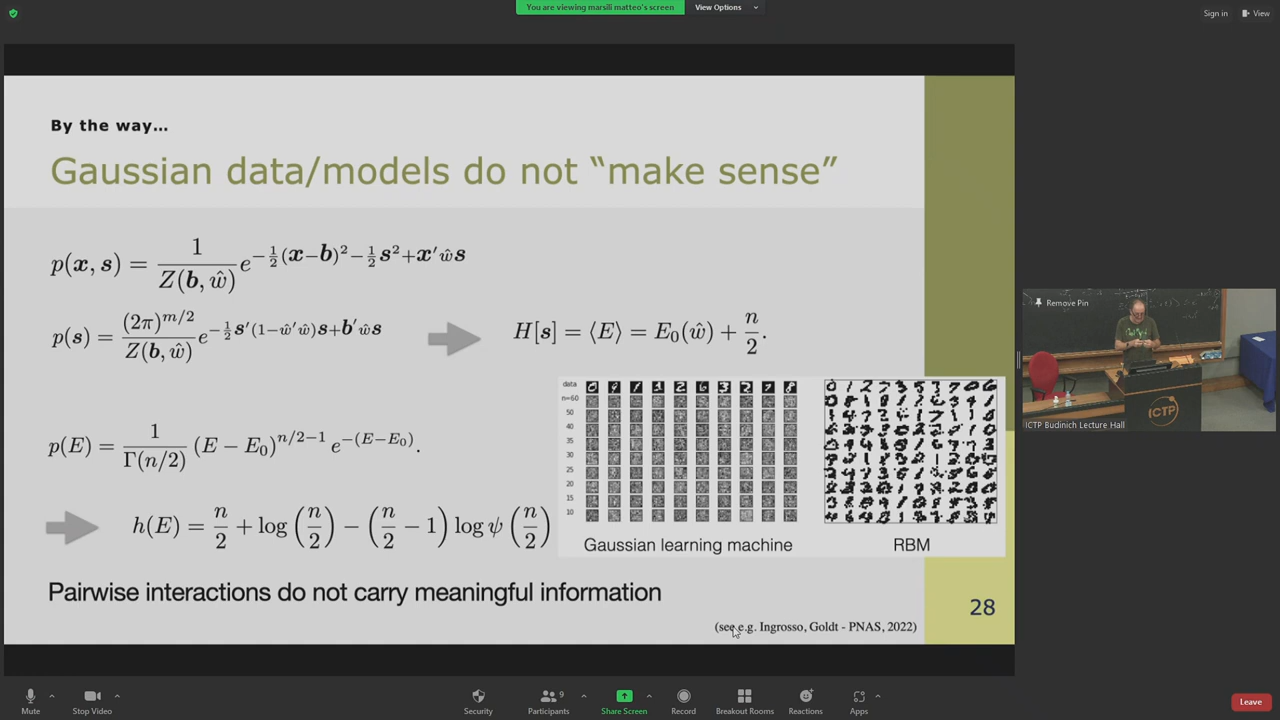 You are viewing marsili matteo's screen
View Options
Sign in
View
By the way…
Gaussian data/models do not “make sense”
p(x, s) = 1 / Z(b, ŵ) e^{-½(x−b)² − ½s² + x′ŵs}
p(s) = (2π)^{m/2} / Z(b, ŵ) e^{-½s′(1−ŵ′ŵ)s + b′ŵs}
H[s] = ⟨E⟩ = E₀(ŵ) + n/2.
p(E) = 1 / Γ(n/2) (E − E₀)^{n/2−1} e^{−(E−E₀)}.
h(E) = n/2 + log (n/2) − (n/2 − 1) log ψ (n/2)
data
n=60
50
40
35
30
25
20
15
10
Gaussian learning machine
RBM
Pairwise interactions do not carry meaningful information
28
(see e.g. Ingrosso, Goldt - PNAS, 2022)
Remove Pin
ICTP
ICTP Budinich Lecture Hall
Mute
Stop Video
Security
Participants 9
Share Screen
Record
Breakout Rooms
Reactions
Apps
Leave